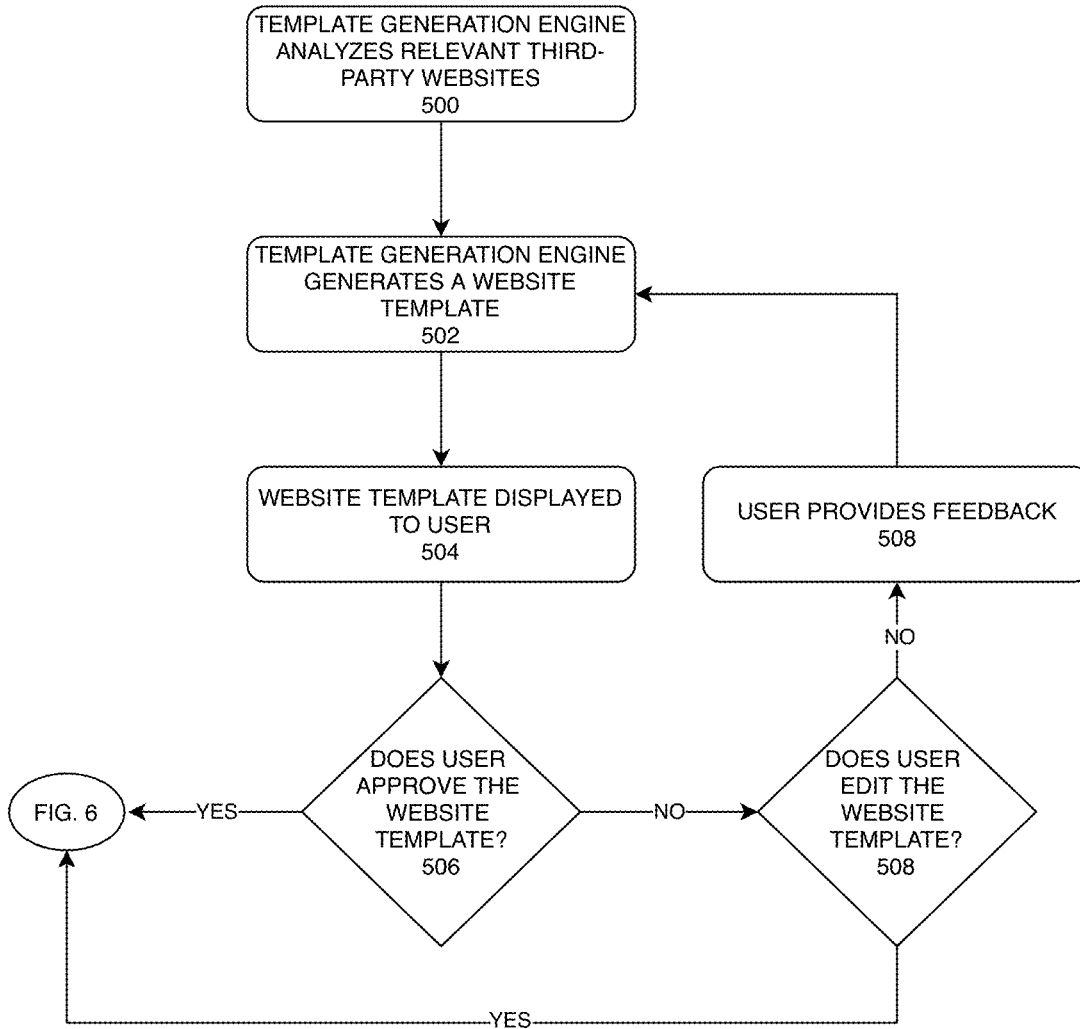 TEMPLATE GENERATION ENGINE
ANALYZES RELEVANT THIRD-
PARTY WEBSITES
500
TEMPLATE GENERATION ENGINE
GENERATES A WEBSITE
TEMPLATE
502
WEBSITE TEMPLATE DISPLAYED
TO USER
504
USER PROVIDES FEEDBACK
508
NO
DOES USER
APPROVE THE
WEBSITE
TEMPLATE?
506
DOES USER
EDIT THE
WEBSITE
TEMPLATE?
508
FIG. 6
YES
NO
YES